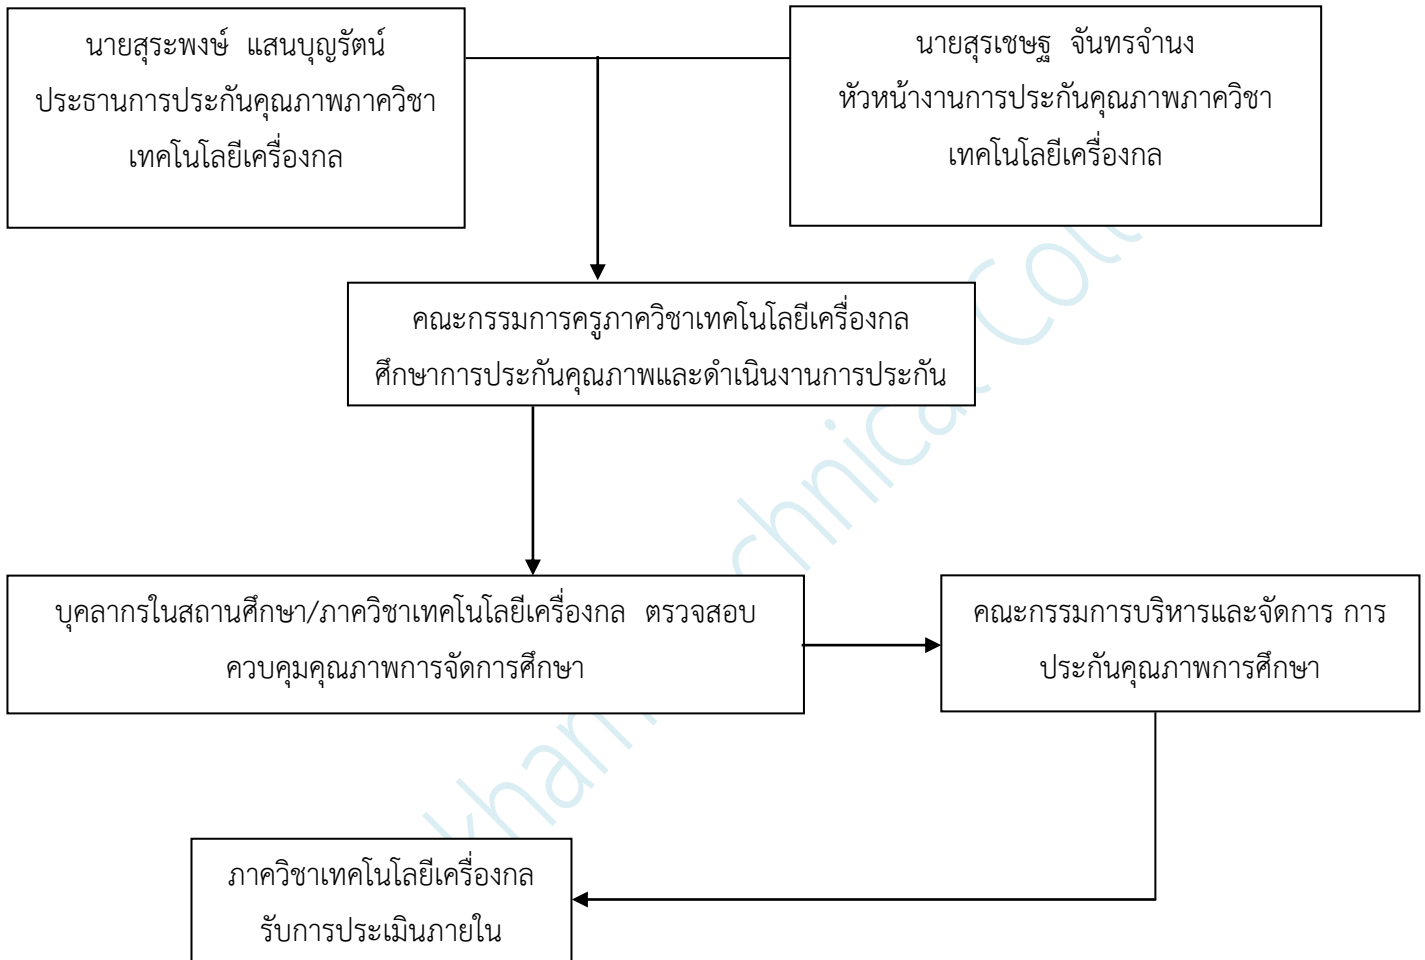 นายสุระพงษ์ แสนบุญรัตน์
ประธานการประกันคุณภาพภาควิชา
เทคโนโลยีเครื่องกล
นายสุรเชษฐ จันทรจำนง
หัวหน้างานการประกันคุณภาพภาควิชา
เทคโนโลยีเครื่องกล
คณะกรรมการครูภาควิชาเทคโนโลยีเครื่องกล
ศึกษาการประกันคุณภาพและดำเนินงานการประกัน
บุคลากรในสถานศึกษา/ภาควิชาเทคโนโลยีเครื่องกล ตรวจสอบ
ควบคุมคุณภาพการจัดการศึกษา
คณะกรรมการบริหารและจัดการ การ
ประกันคุณภาพการศึกษา
ภาควิชาเทคโนโลยีเครื่องกล
รับการประเมินภายใน